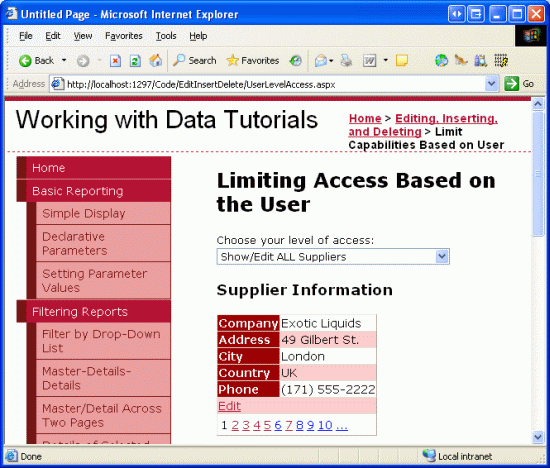 Untitled Page - Microsoft Internet Explorer
File Edit View Favorites Tools Help
Back Search Favorites
Address http://localhost:1297/Code/EditInsertDelete/UserLevelAccess.aspx Go
Working with Data Tutorials
Home > Editing, Inserting,
and Deleting > Limit
Capabilities Based on User
Home
Basic Reporting
Simple Display
Declarative
Parameters
Setting Parameter
Values
Filtering Reports
Filter by Drop-Down
List
Master-Details-
Details
Master/Detail Across
Two Pages
Details of Selected
Limiting Access Based on
the User
Choose your level of access:
Show/Edit ALL Suppliers
Supplier Information
Company Exotic Liquids
Address 49 Gilbert St.
City London
Country UK
Phone (171) 555-2222
Edit
1 2 3 4 5 6 7 8 9 10 ...
Done Local intranet